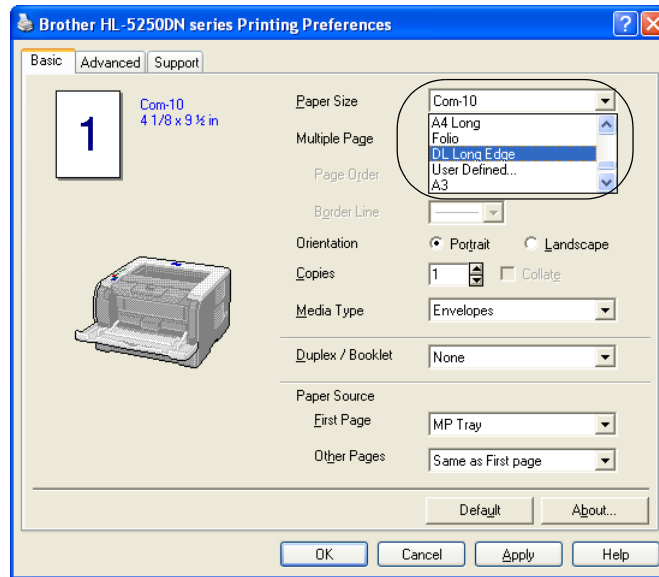 Brother HL-5250DN series Printing Preferences
Basic Advanced Support
1
Com-10
4 1/8 x 9 ½ in
Paper Size Com-10
A4 Long
Folio
DL Long Edge
User Defined...
A3
Multiple Page
Page Order
Border Line
Orientation Portrait Landscape
Copies 1 Collate
Media Type Envelopes
Duplex / Booklet None
Paper Source
First Page MP Tray
Other Pages Same as First page
Default About...
OK Cancel Apply Help